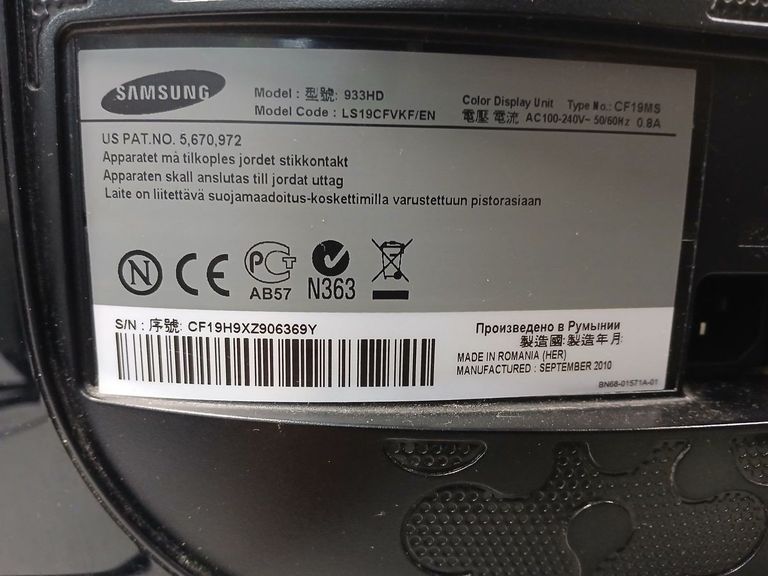 SAMSUNG
Model : 型號: 933HD
Model Code : LS19CFVKF/EN
Color Display Unit Type No.: CF19MS
電壓 電流 AC100-240V~ 50/60Hz 0.8A
US PAT.NO. 5,670,972
Apparatet må tilkoples jordet stikkontakt
Apparaten skall anslutas till jordat uttag
Laite on liitettävä suojamaadoitus-koskettimilla varustettuun pistorasiaan
N CE PCT AB57 N363
S/N : 序號: CF19H9XZ906369Y
Произведено в Румынии
製造國:製造年月
MADE IN ROMANIA (HER)
MANUFACTURED : SEPTEMBER 2010
BN68-01571A-01